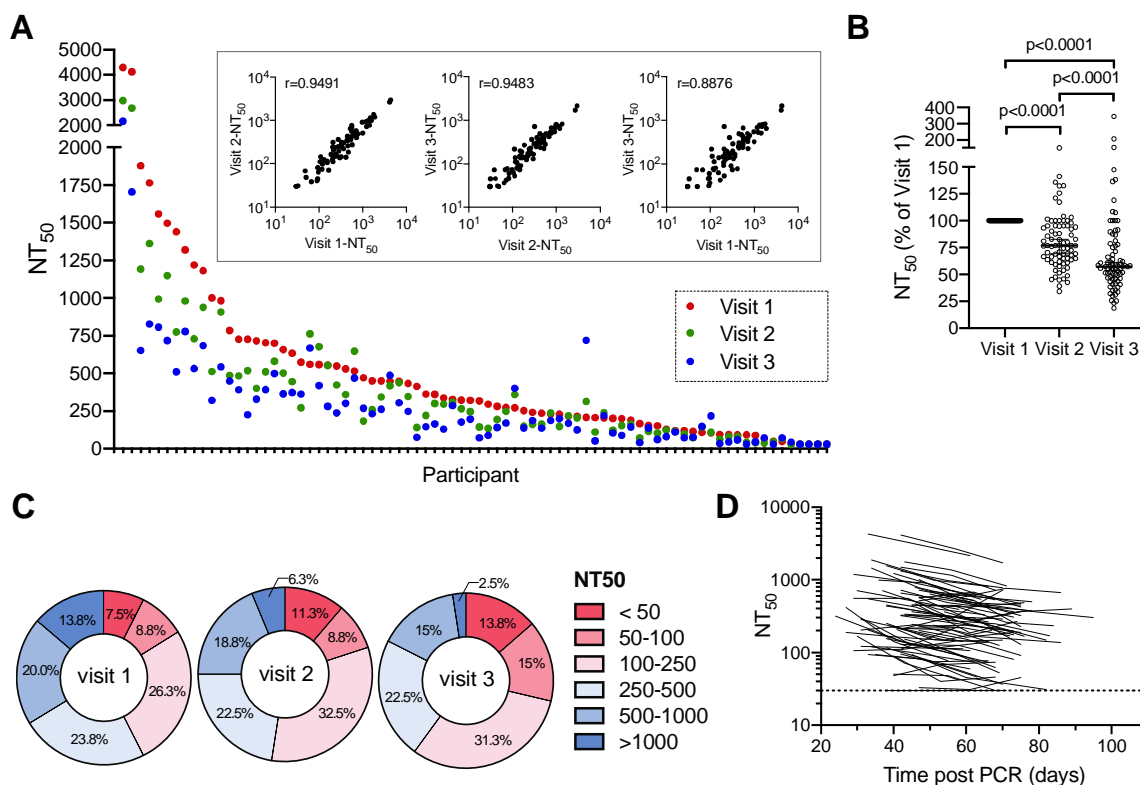 A
5000
4000
3000
2000
2000
1750
1500
1250
1000
750
500
250
0
NT50
Participant
r=0.9491
10^4
10^3
10^2
10^1
Visit 2-NT50
10^1 10^2 10^3 10^4
Visit 1-NT50
r=0.9483
10^4
10^3
10^2
10^1
Visit 3-NT50
10^1 10^2 10^3 10^4
Visit 2-NT50
r=0.8876
10^4
10^3
10^2
10^1
Visit 3-NT50
10^1 10^2 10^3 10^4
Visit 1-NT50
Visit 1
Visit 2
Visit 3
B
p<0.0001
p<0.0001
p<0.0001
400
300
200
150
125
100
75
50
25
0
NT50 (% of Visit 1)
Visit 1 Visit 2 Visit 3
C
13.8%
7.5%
8.8%
26.3%
23.8%
20.0%
visit 1
6.3%
11.3%
8.8%
32.5%
22.5%
18.8%
visit 2
2.5%
13.8%
15%
31.3%
22.5%
15%
visit 3
NT50
< 50
50-100
100-250
250-500
500-1000
>1000
D
10000
1000
100
10
NT50
20 40 60 80 100
Time post PCR (days)